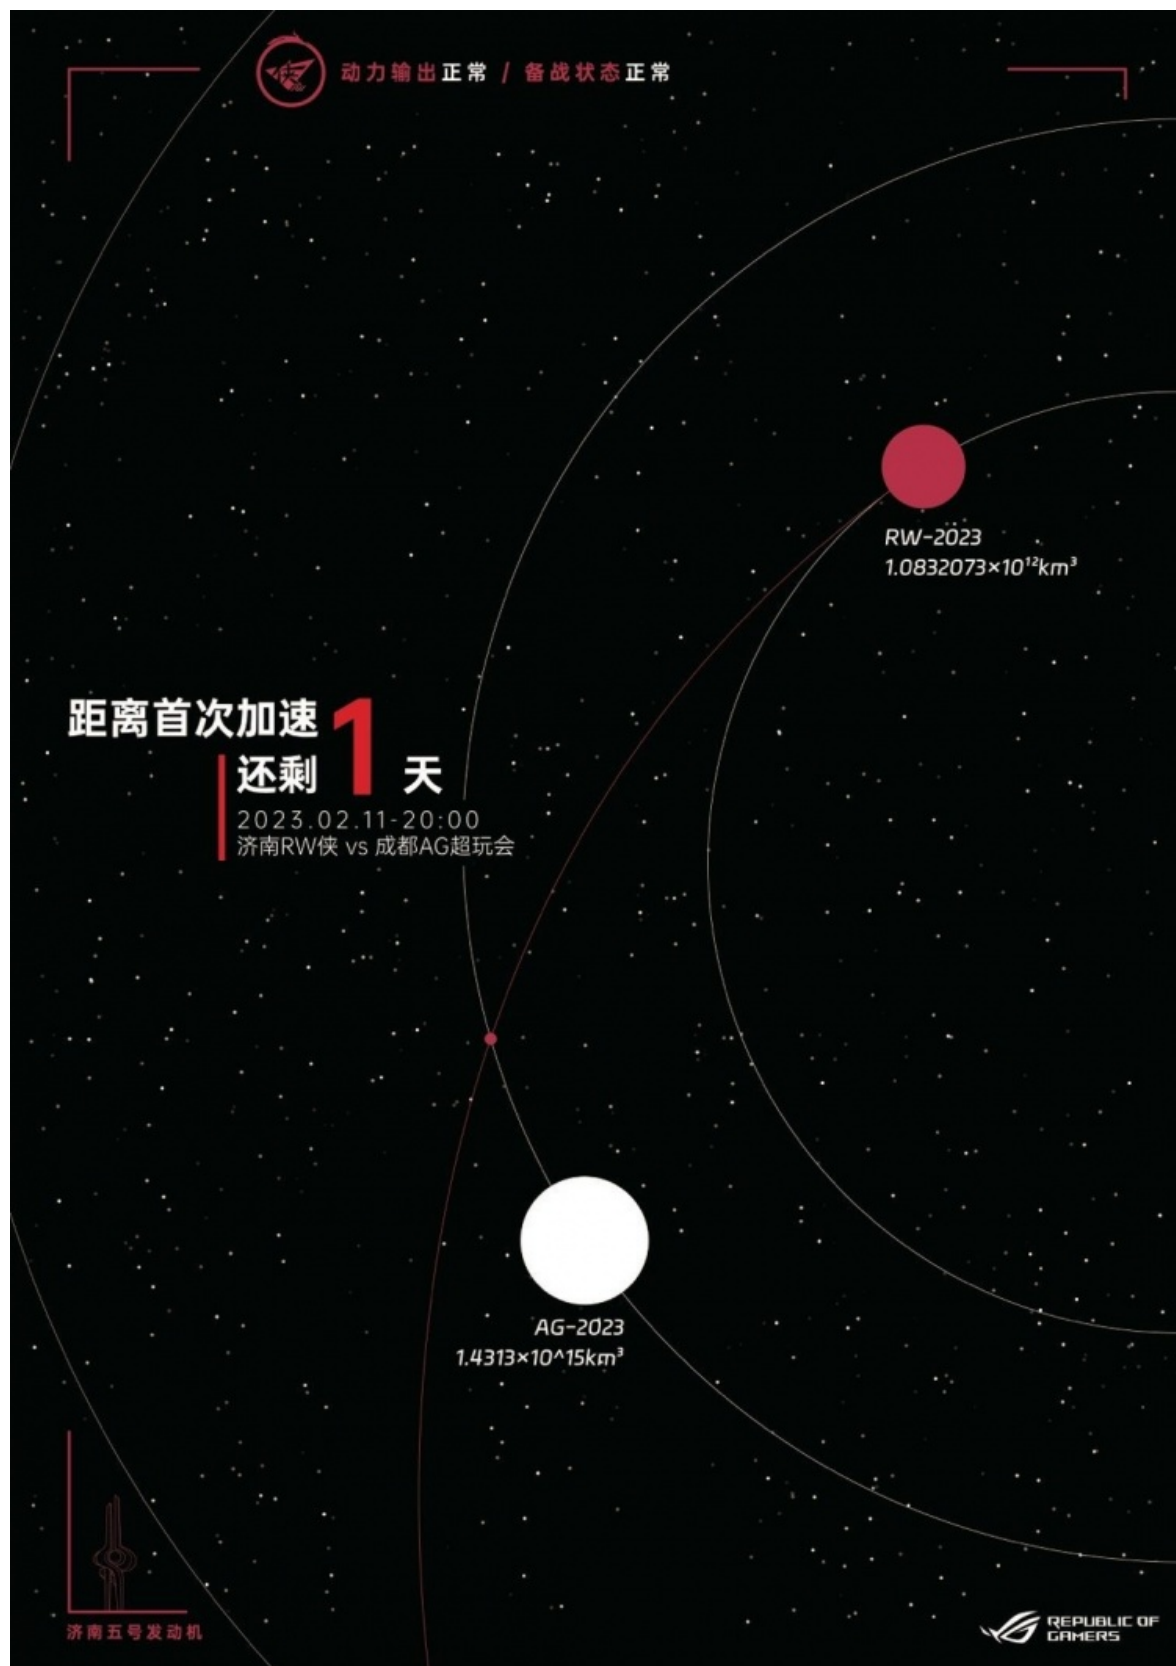 侠
动力输出正常 / 备战状态正常
RW-2023
1.0832073×10¹²km³
距离首次加速1
还剩 天
2023.02.11-20:00
济南RW侠 vs 成都AG超玩会
AG-2023
1.4313×10^15km³
济南五号发动机
REPUBLIC OF
GAMERS